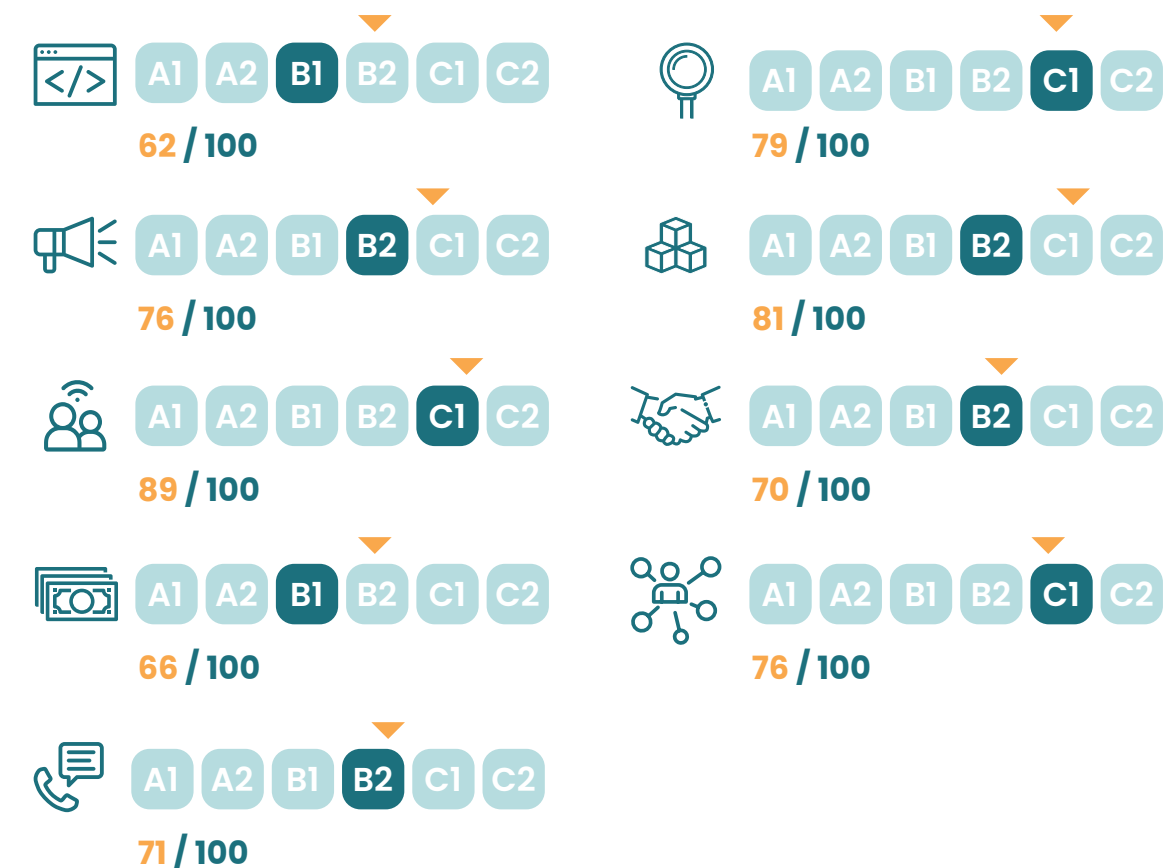 </>
A1 A2 B1 B2 C1 C2
62 / 100
A1 A2 B1 B2 C1 C2
76 / 100
A1 A2 B1 B2 C1 C2
89 / 100
A1 A2 B1 B2 C1 C2
66 / 100
A1 A2 B1 B2 C1 C2
71 / 100
A1 A2 B1 B2 C1 C2
79 / 100
A1 A2 B1 B2 C1 C2
81 / 100
A1 A2 B1 B2 C1 C2
70 / 100
A1 A2 B1 B2 C1 C2
76 / 100